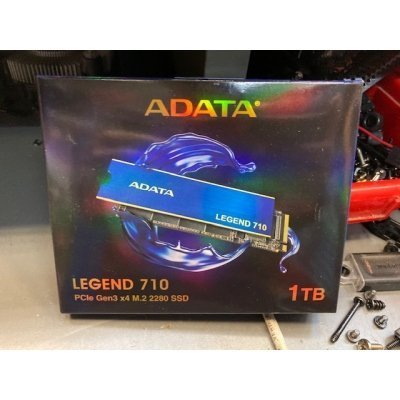 ADATA
ADATA
LEGEND 710
LEGEND 710
PCIe Gen3 x4 M.2 2280 SSD
1TB